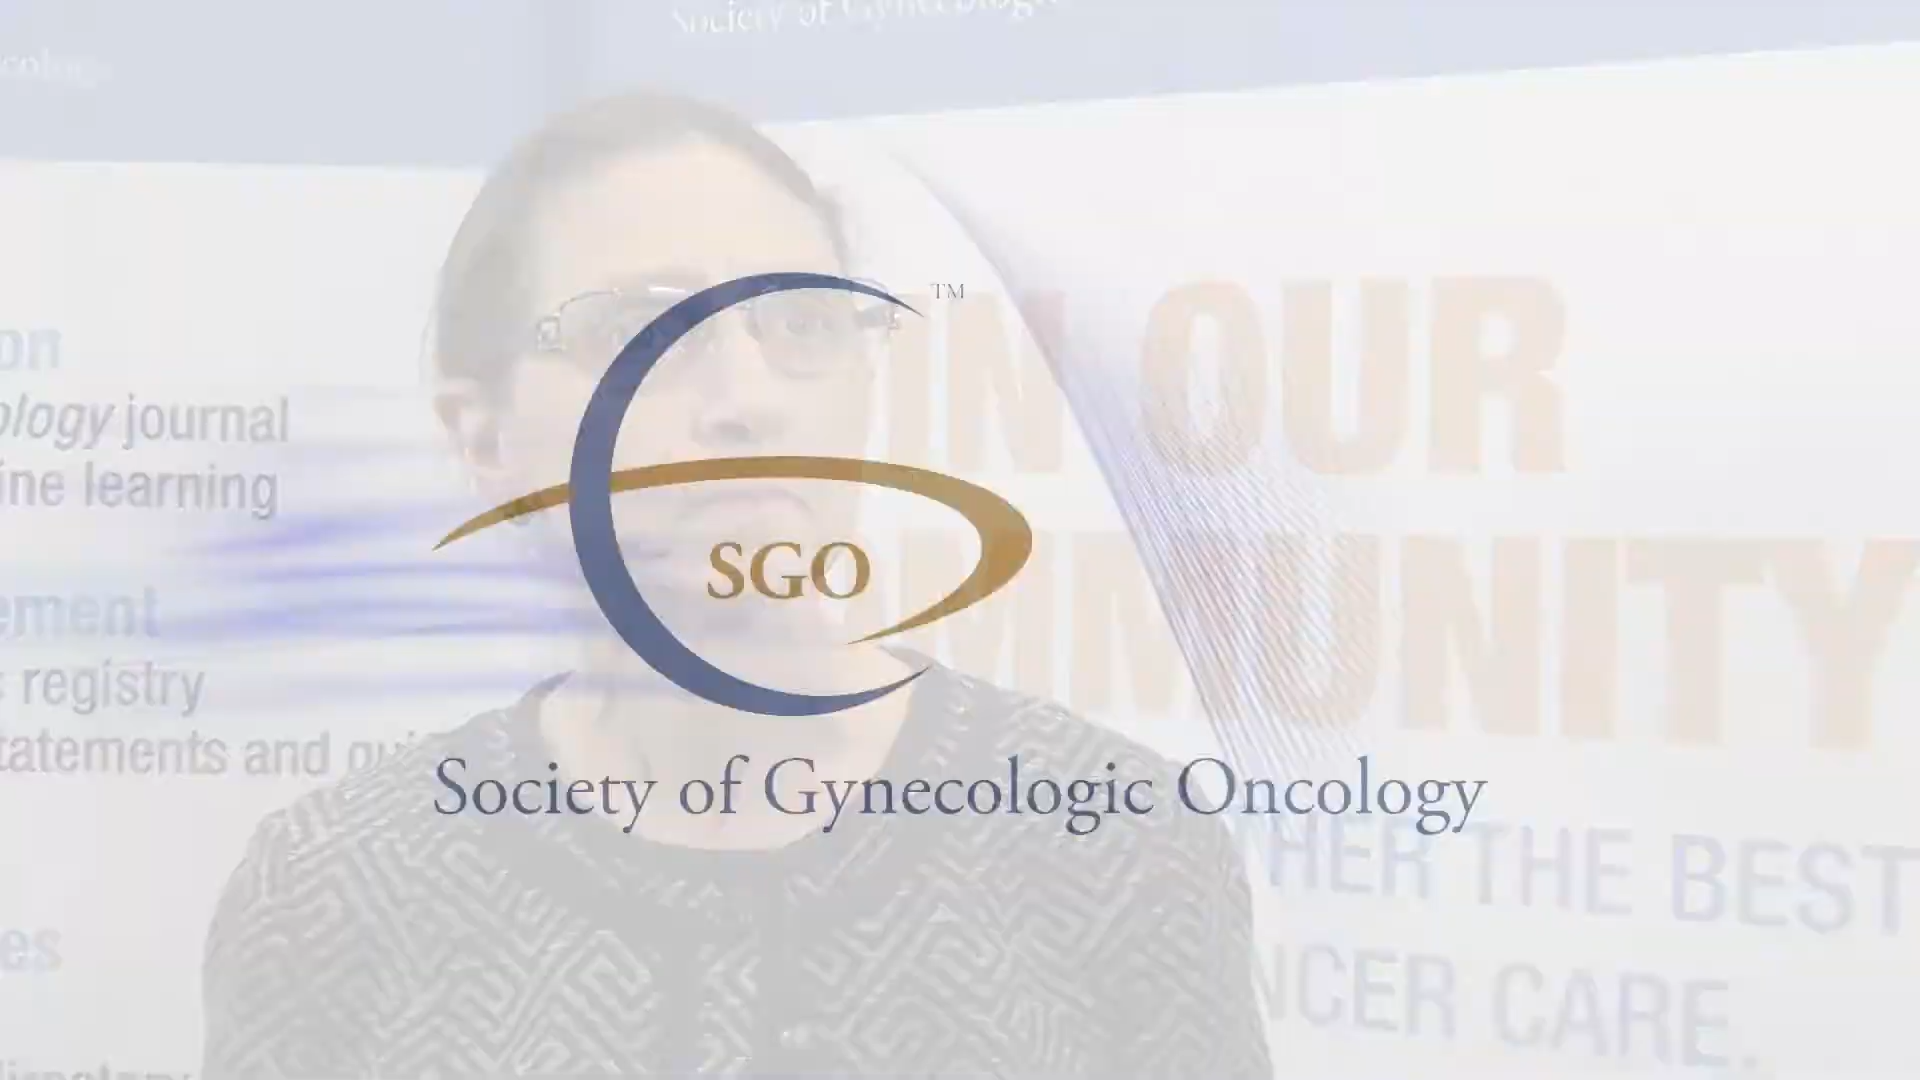 Society of Gynecologic
on
ology journal
ine learning
ement
registry
tatements and
es
IN OUR
MMUNITY
HER THE BEST
NCER CARE.
TM
SGO
Society of Gynecologic Oncology